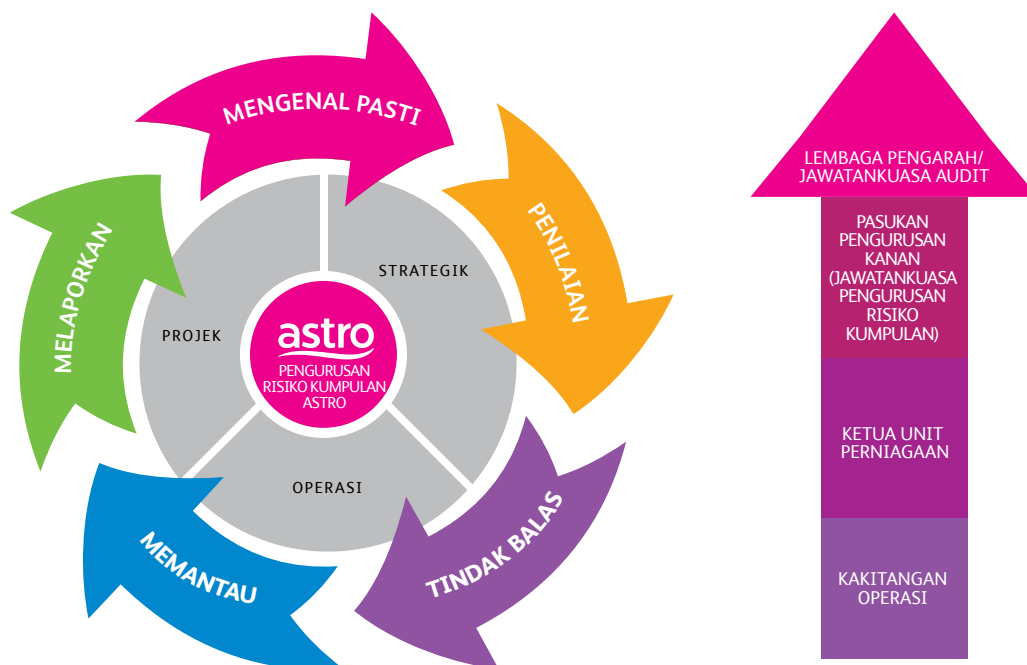 MENGENAL PASTI
PENILAIAN
TINDAK BALAS
MEMANTAU
MELAPORKAN
STRATEGIK
OPERASI
PROJEK
astro
PENGURUSAN
RISIKO KUMPULAN
ASTRO
LEMBAGA PENGARAH/
JAWATANKUASA AUDIT
PASUKAN
PENGURUSAN
KANAN
(JAWATANKUASA
PENGURUSAN
RISIKO
KUMPULAN)
KETUA UNIT
PERNIAGAAN
KAKITANGAN
OPERASI